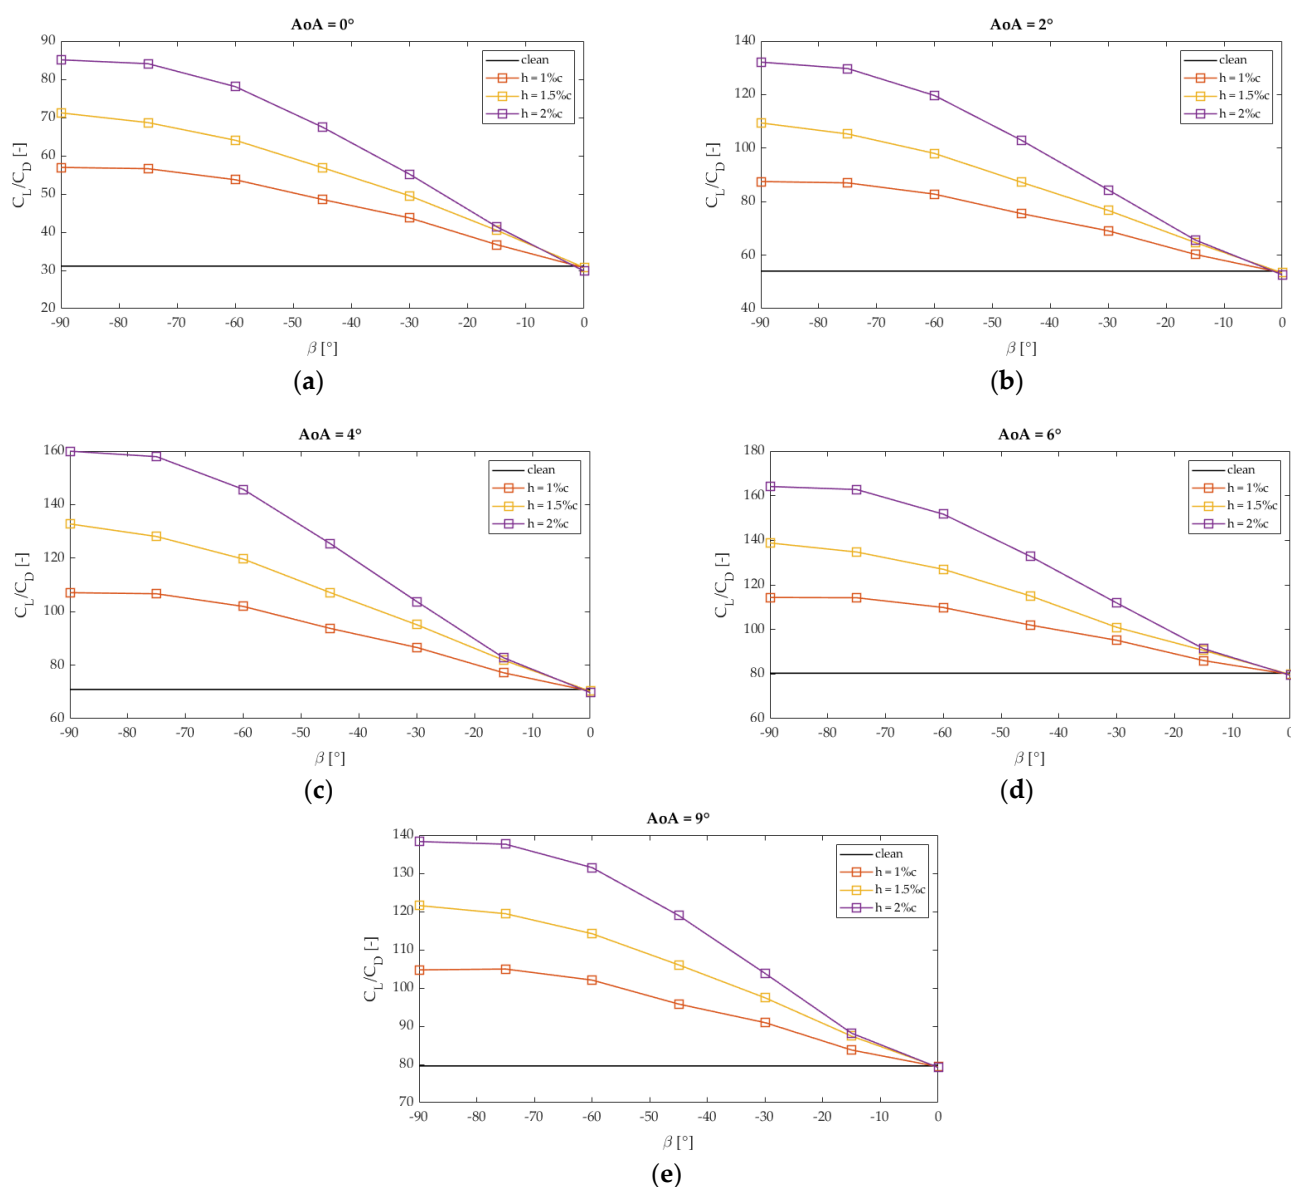 AoA = 0°
90
80
70
60
50
40
30
20
C_L/C_D [-]
clean
h = 1%c
h = 1.5%c
h = 2%c
-90 -80 -70 -60 -50 -40 -30 -20 -10 0
β [°]
(a)
AoA = 2°
140
120
100
80
60
40
C_L/C_D [-]
clean
h = 1%c
h = 1.5%c
h = 2%c
-90 -80 -70 -60 -50 -40 -30 -20 -10 0
β [°]
(b)
AoA = 4°
160
140
120
100
80
60
C_L/C_D [-]
clean
h = 1%c
h = 1.5%c
h = 2%c
-90 -80 -70 -60 -50 -40 -30 -20 -10 0
β [°]
(c)
AoA = 6°
180
160
140
120
100
80
60
C_L/C_D [-]
clean
h = 1%c
h = 1.5%c
h = 2%c
-90 -80 -70 -60 -50 -40 -30 -20 -10 0
β [°]
(d)
AoA = 9°
140
130
120
110
100
90
80
70
C_L/C_D [-]
clean
h = 1%c
h = 1.5%c
h = 2%c
-90 -80 -70 -60 -50 -40 -30 -20 -10 0
β [°]
(e)